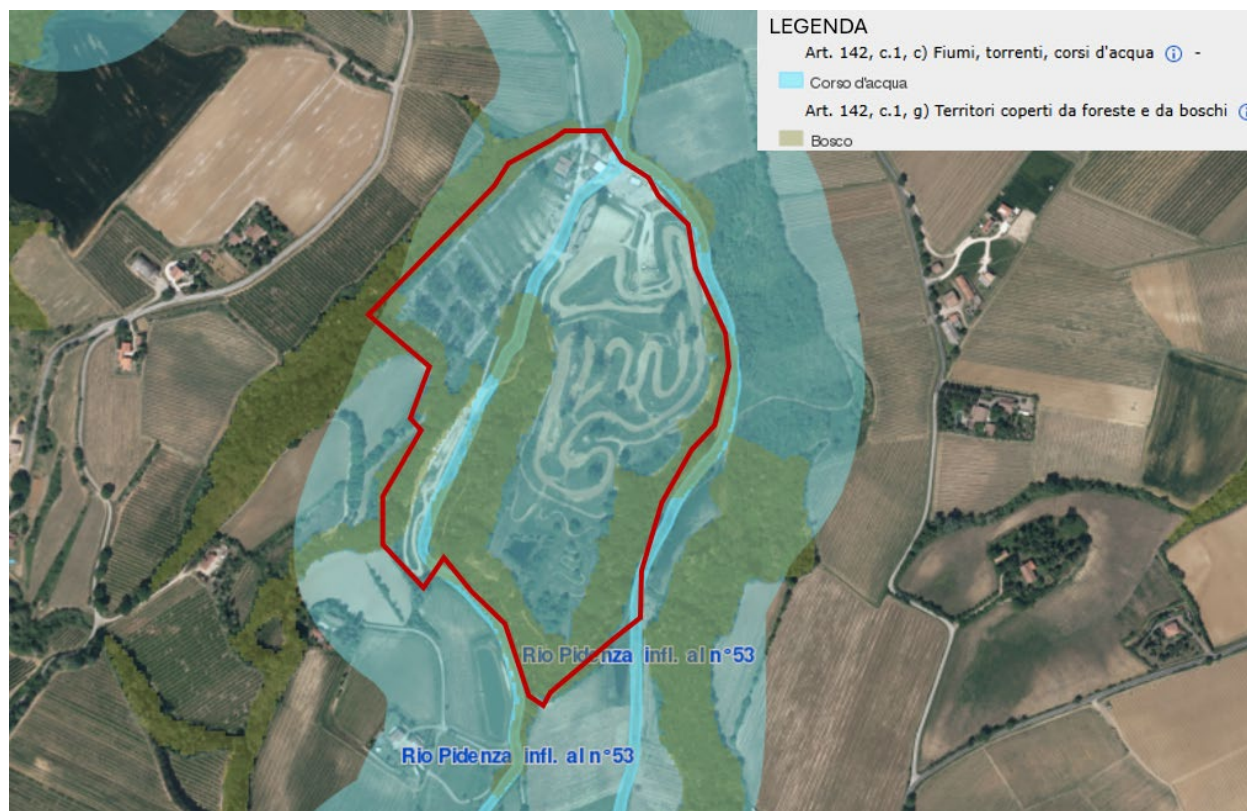 LEGENDA
Art. 142, c.1, c) Fiumi, torrenti, corsi d'acqua i -
Corso d'acqua
Art. 142, c.1, g) Territori coperti da foreste e da boschi i
Bosco
Rio Pidenza infl. al n°53
Rio Pidenza infl. al n°53